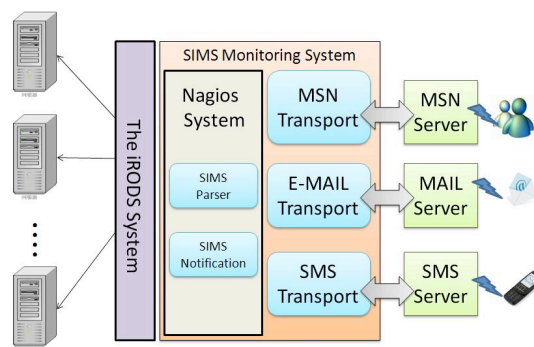 SIMS Monitoring System
The iRODS System
Nagios
System
SIMS
Parser
SIMS
Notification
MSN
Transport
E-MAIL
Transport
SMS
Transport
MSN
Server
MAIL
Server
SMS
Server
@